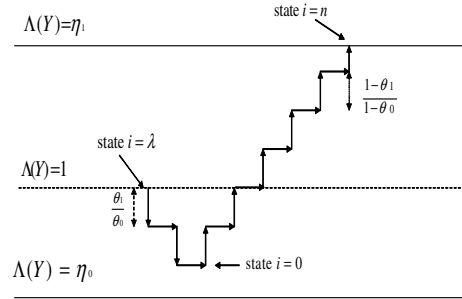 state i = n
Λ(Y)=η₁
1−θ₁
1−θ₀
state i = λ
Λ(Y)=1
θ₁
θ₀
Λ(Y) = η₀
state i = 0